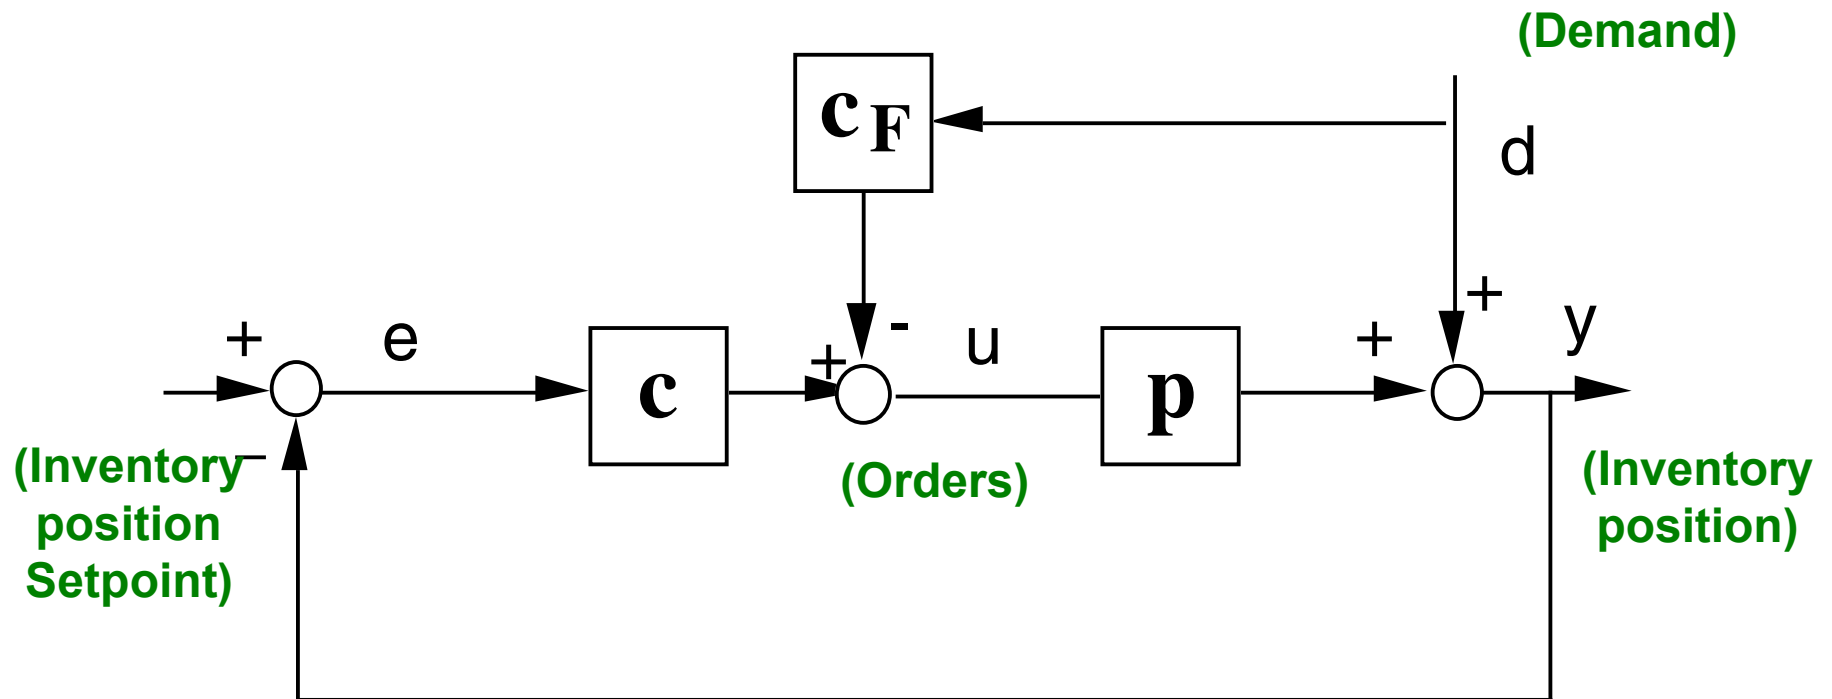 (Demand)
c F
d
+
+ e + - u + y
c
p
−
(Inventory
position
Setpoint)
(Orders)
(Inventory
position)